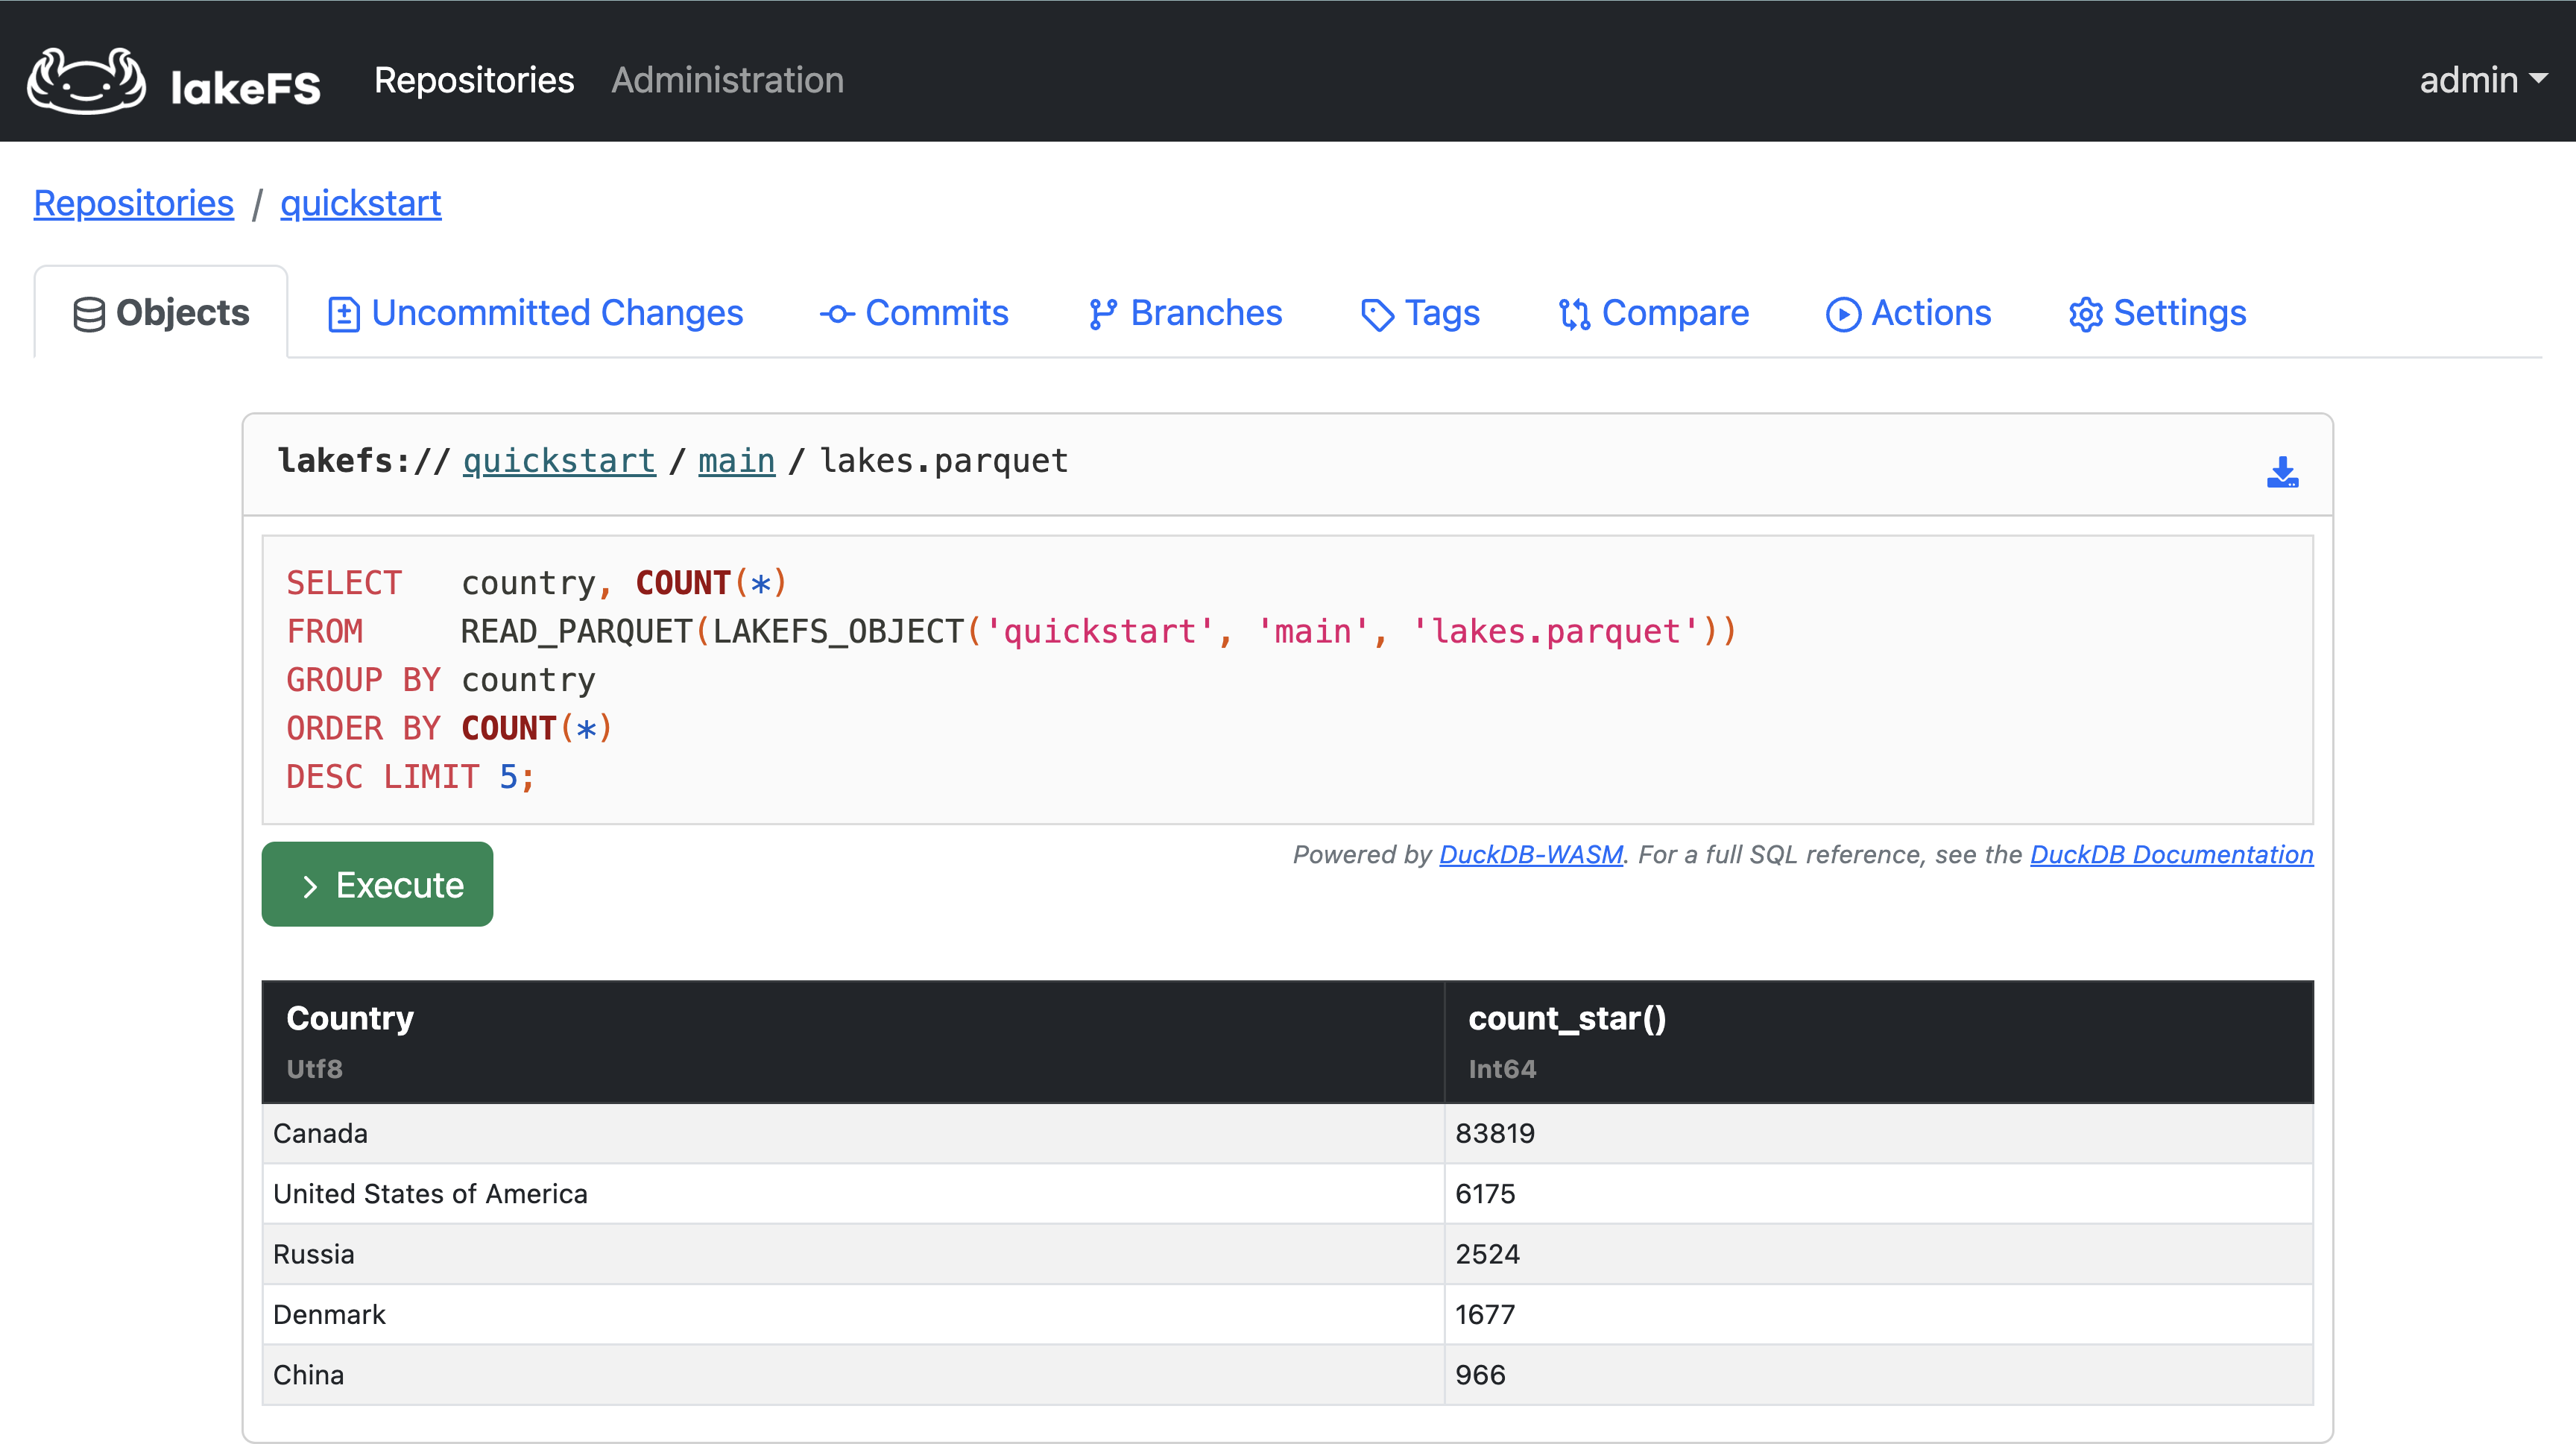 lakeFS Repositories Administration admin
Repositories / quickstart
Objects Uncommitted Changes Commits Branches Tags Compare Actions Settings
lakefs:// quickstart / main / lakes.parquet
SELECT   country, COUNT(*)
FROM     READ_PARQUET(LAKEFS_OBJECT('quickstart', 'main', 'lakes.parquet'))
GROUP BY country
ORDER BY COUNT(*)
DESC LIMIT 5;
Powered by DuckDB-WASM. For a full SQL reference, see the DuckDB Documentation
Execute
Country count_star()
Utf8 Int64
Canada 83819
United States of America 6175
Russia 2524
Denmark 1677
China 966